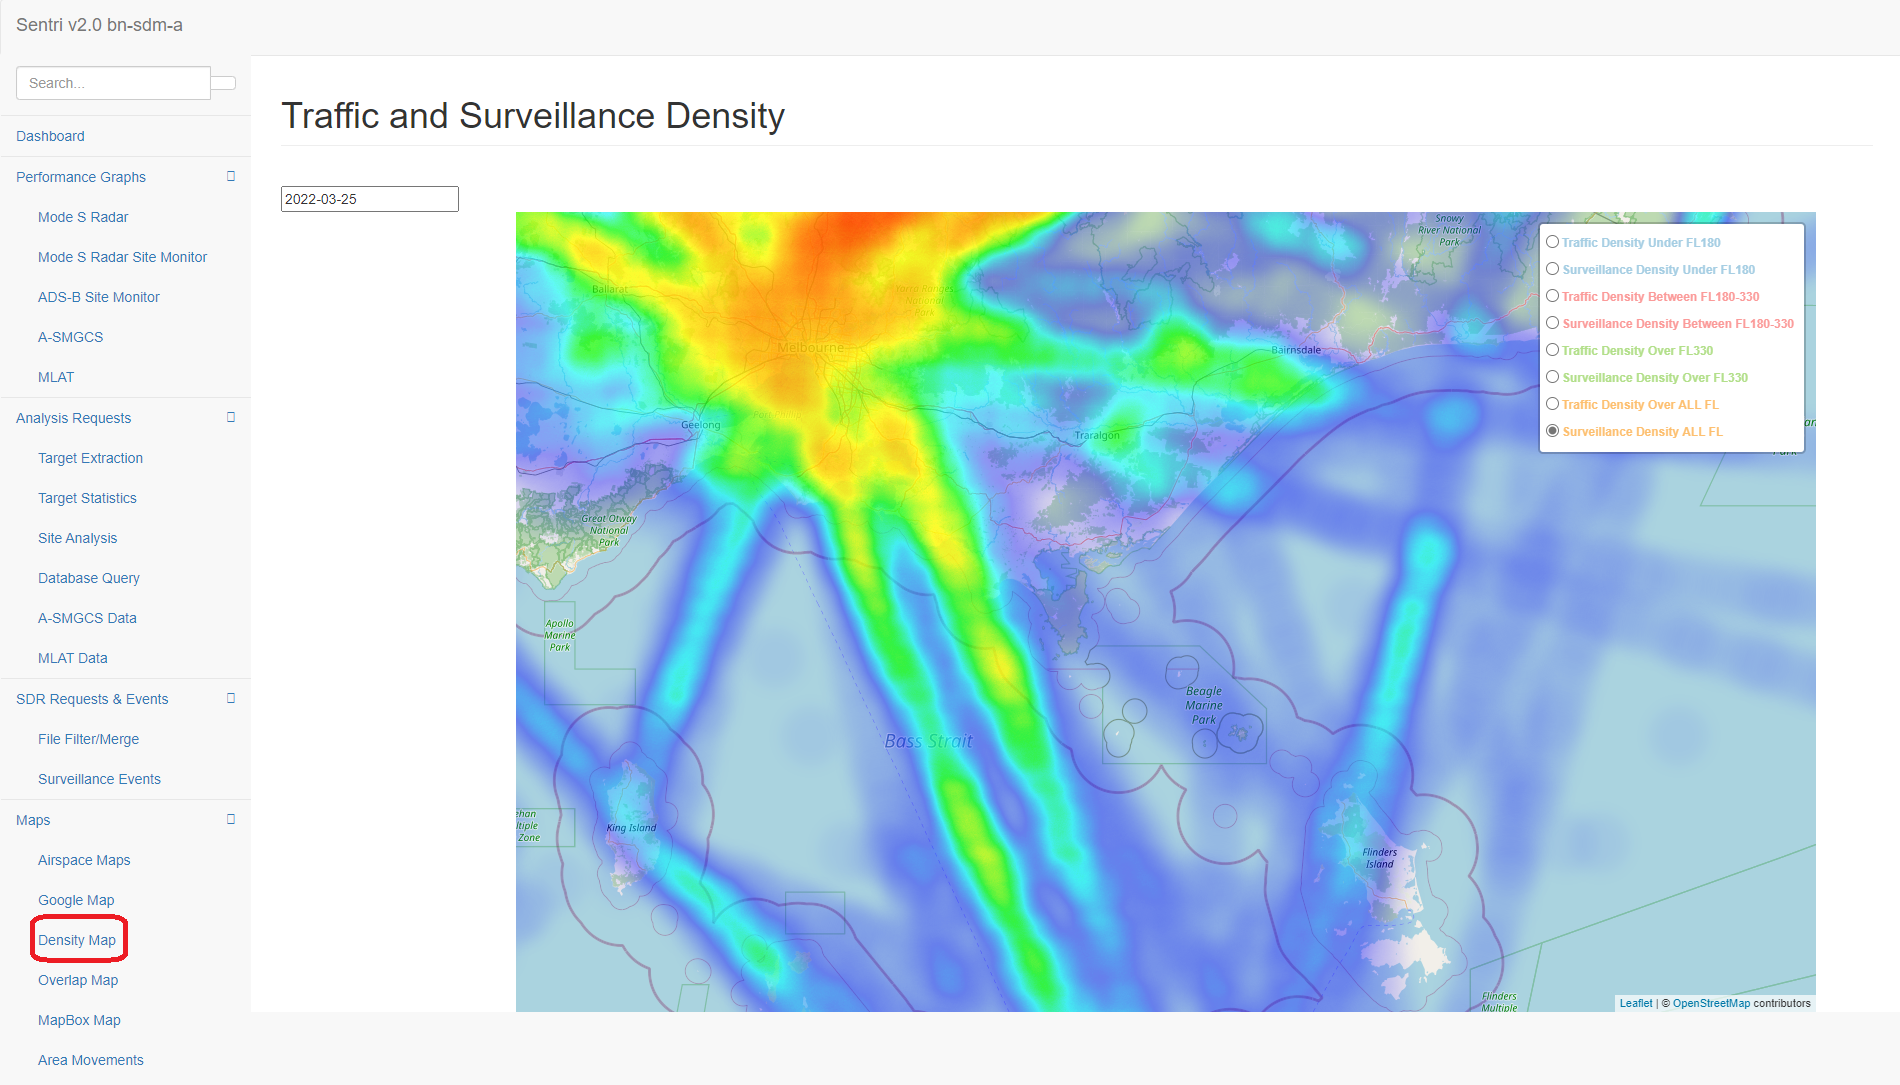 Sentri v2.0 bn-sdm-a
Search...
Dashboard
Performance Graphs
Mode S Radar
Mode S Radar Site Monitor
ADS-B Site Monitor
A-SMGCS
MLAT
Analysis Requests
Target Extraction
Target Statistics
Site Analysis
Database Query
A-SMGCS Data
MLAT Data
SDR Requests & Events
File Filter/Merge
Surveillance Events
Maps
Airspace Maps
Google Map
Density Map
Overlap Map
MapBox Map
Area Movements
Traffic and Surveillance Density
2022-03-25
Snowy
River National
Park
Traffic Density Under FL180
Surveillance Density Under FL180
Traffic Density Between FL180-330
Surveillance Density Between FL180-330
Traffic Density Over FL330
Surveillance Density Over FL330
Traffic Density Over ALL FL
Surveillance Density ALL FL
Ballarat
Yarra Ranges
National
Park
Melbourne
Bairnsdale
Geelong
Traralgon
Great Otway
National
Park
Apollo
Marine
Park
Beagle
Marine
Park
Bass Strait
King Island
Flinders
Island
Zone
Flinders
Multiple
Leaflet | © OpenStreetMap contributors